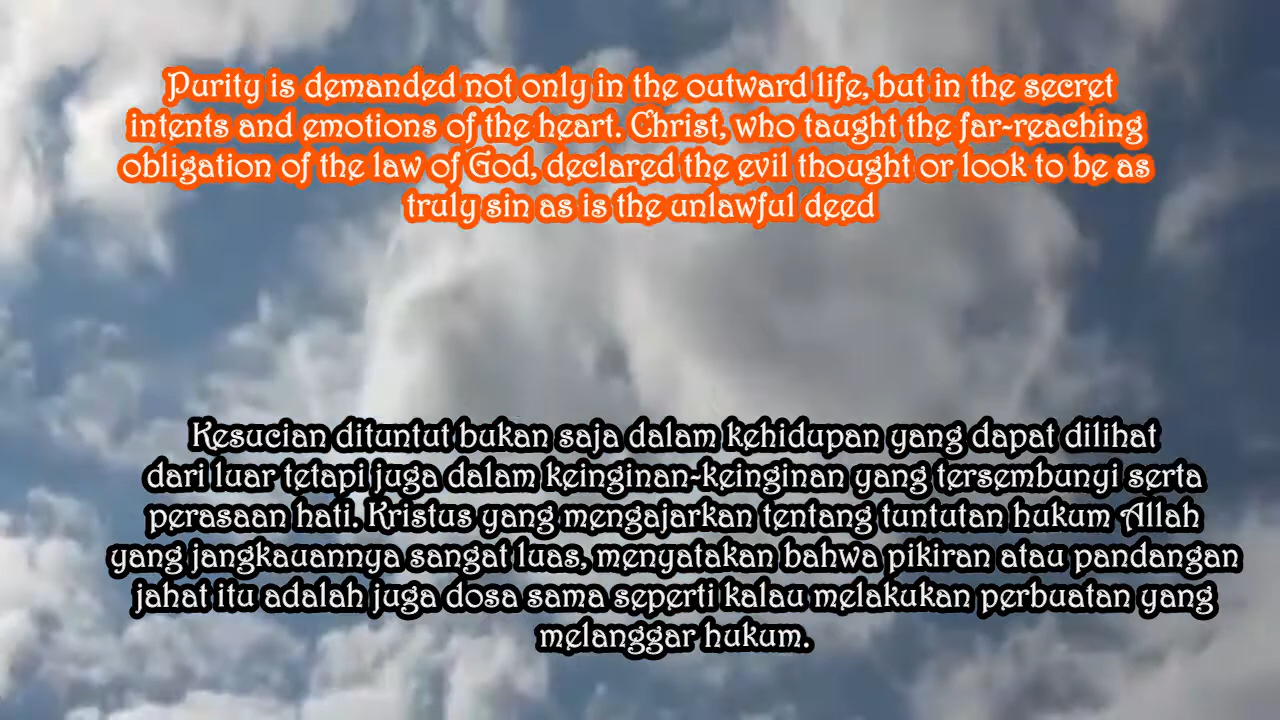 Purity is demanded not only in the outward life, but in the secret
intents and emotions of the heart. Christ, who taught the far-reaching
obligation of the law of God, declared the evil thought or look to be as
truly sin as is the unlawful deed
Kesucian dituntut bukan saja dalam kehidupan yang dapat dilihat
dari luar tetapi juga dalam keinginan-keinginan yang tersembunyi serta
perasaan hati. Kristus yang mengajarkan tentang tuntutan hukum Allah
yang jangkauannya sangat luas, menyatakan bahwa pikiran atau pandangan
jahat itu adalah juga dosa sama seperti kalau melakukan perbuatan yang
melanggar hukum.